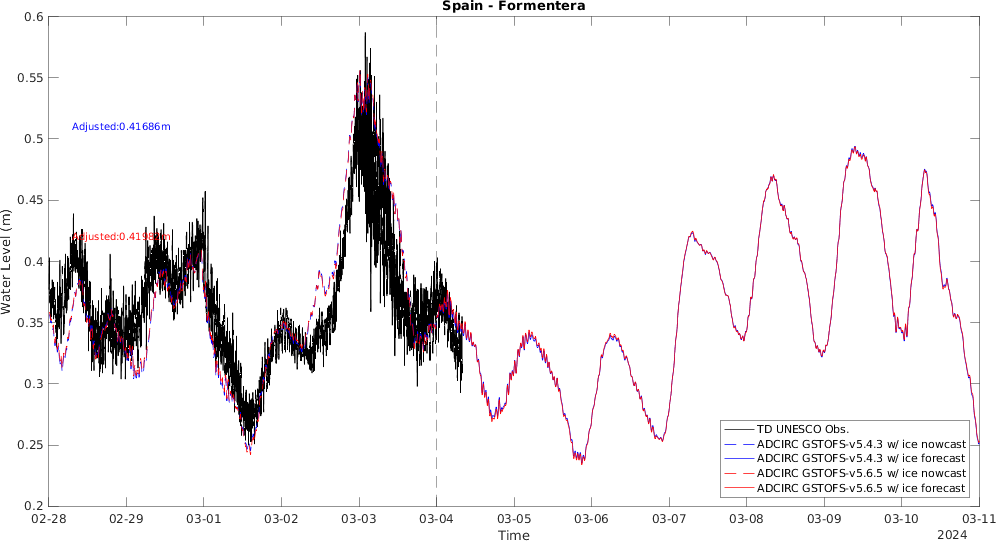 Spain - Formentera
0.6
0.55
0.5
0.45
0.4
0.35
0.3
0.25
0.2
Water Level (m)
Adjusted:0.41686m
TD UNESCO Obs.
ADCIRC GSTOFS-v5.4.3 w/ ice nowcast
ADCIRC GSTOFS-v5.4.3 w/ ice forecast
ADCIRC GSTOFS-v5.6.5 w/ ice nowcast
ADCIRC GSTOFS-v5.6.5 w/ ice forecast
02-28 02-29 03-01 03-02 03-03 03-04 03-05 03-06 03-07 03-08 03-09 03-10 03-11
Time
2024